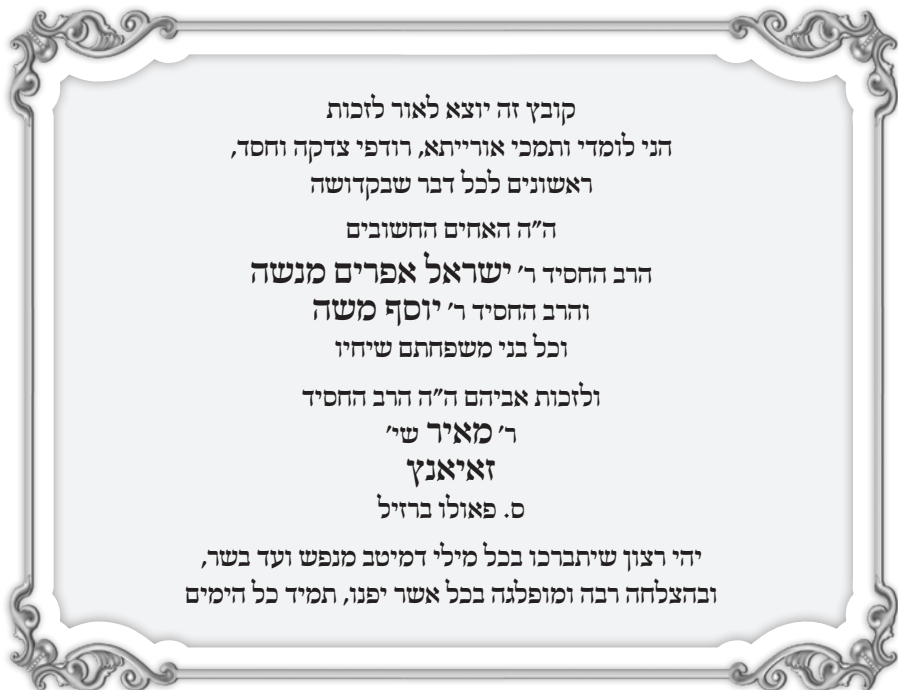 קובץ זה יוצא לאור לזכות
הני לומדי ותמכי אורייתא, רודפי צדקה וחסד,
ראשונים לכל דבר שבקדושה
ה״ה האחים החשובים
הרב החסיד ר׳ ישראל אפרים מנשה
והרב החסיד ר׳ יוסף משה
וכל בני משפחתם שיחיו
ולזכות אביהם ה״ה הרב החסיד
ר׳ מאיר שי׳
זאיאנץ
ס. פאולו ברזיל
יהי רצון שיתברכו בכל מילי דמיטב מנפש ועד בשר,
ובהצלחה רבה ומופלגה בכל אשר יפנו, תמיד כל הימים